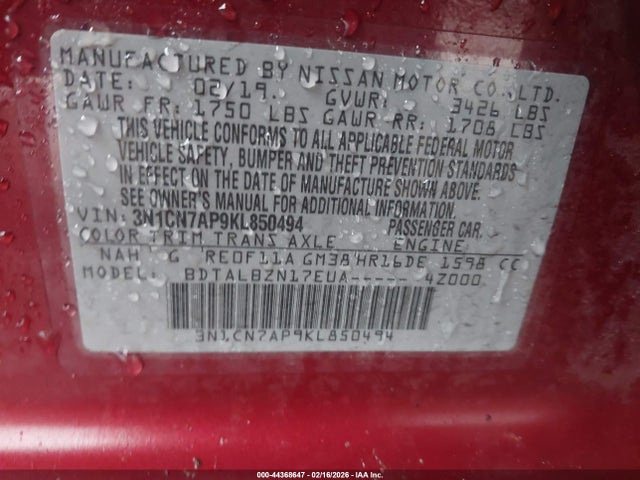 MANUFACTURED BY NISSAN MOTOR CO.,LTD.
DATE: 02/19. GVWR: 3426 LBS
GAWR FR: 1750 LBS GAWR RR: 1708 LBS
THIS VEHICLE CONFORMS TO ALL APPLICABLE FEDERAL MOTOR
VEHICLE SAFETY, BUMPER AND THEFT PREVENTION STANDARDS
IN EFFECT ON THE DATE OF MANUFACTURE SHOWN ABOVE.
SEE OWNER'S MANUAL FOR ADDITIONAL INFORMATION.
VIN: 3N1CN7AP9KL850494 PASSENGER CAR
COLOR TRIM TRANS AXLE ENGINE
NAH G RE0F11A GM38 HR16DE 1598 CC
MODEL: BDTALBZN17EUA----- 4Z000
3N1CN7AP9KL850494
000-44368647 - 02/16/2026 - IAA Inc.